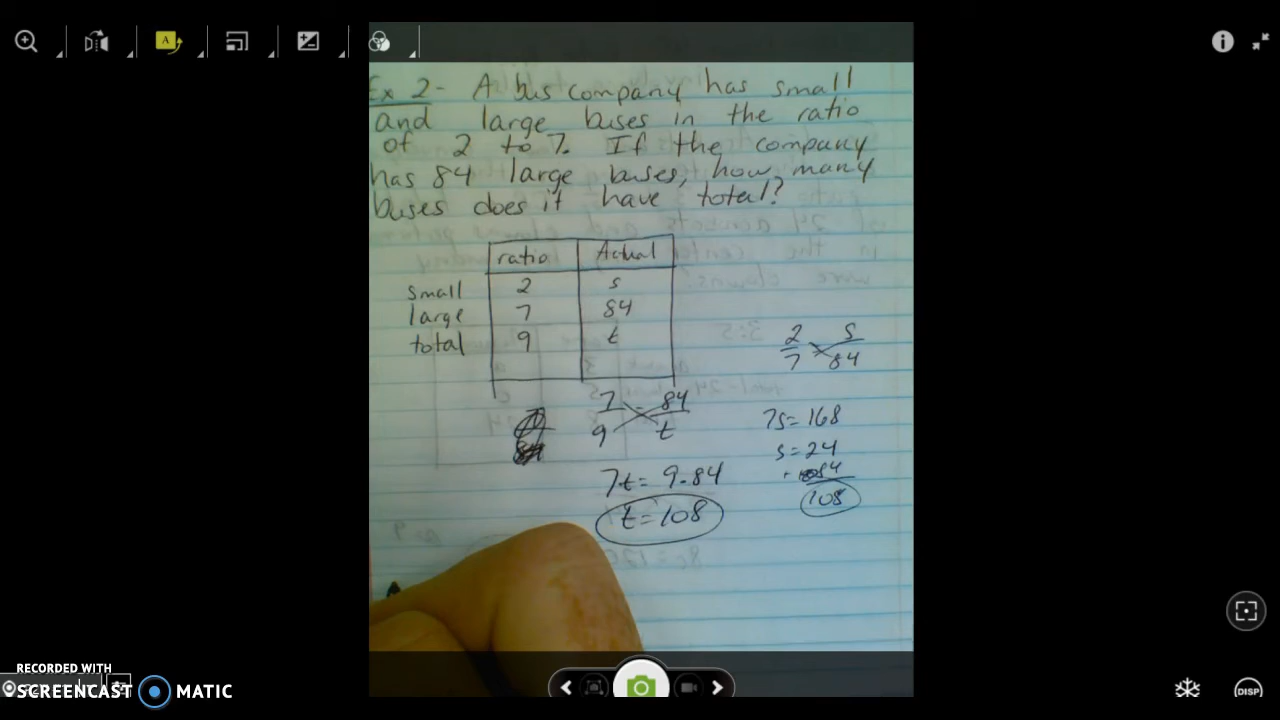 Ex 2- A bus company has small
and large buses in the ratio
of 2 to 7. If the company
has 84 large buses, how many
buses does it have total?
ratio Actual
small 2 s
large 7 84
total 9 t
7/9 = 84/t
7t = 9·84
t = 108
2/7 = s/84
7s = 168
s = 24
+ 84
108
RECORDED WITH
SCREENCAST MATIC
DISP